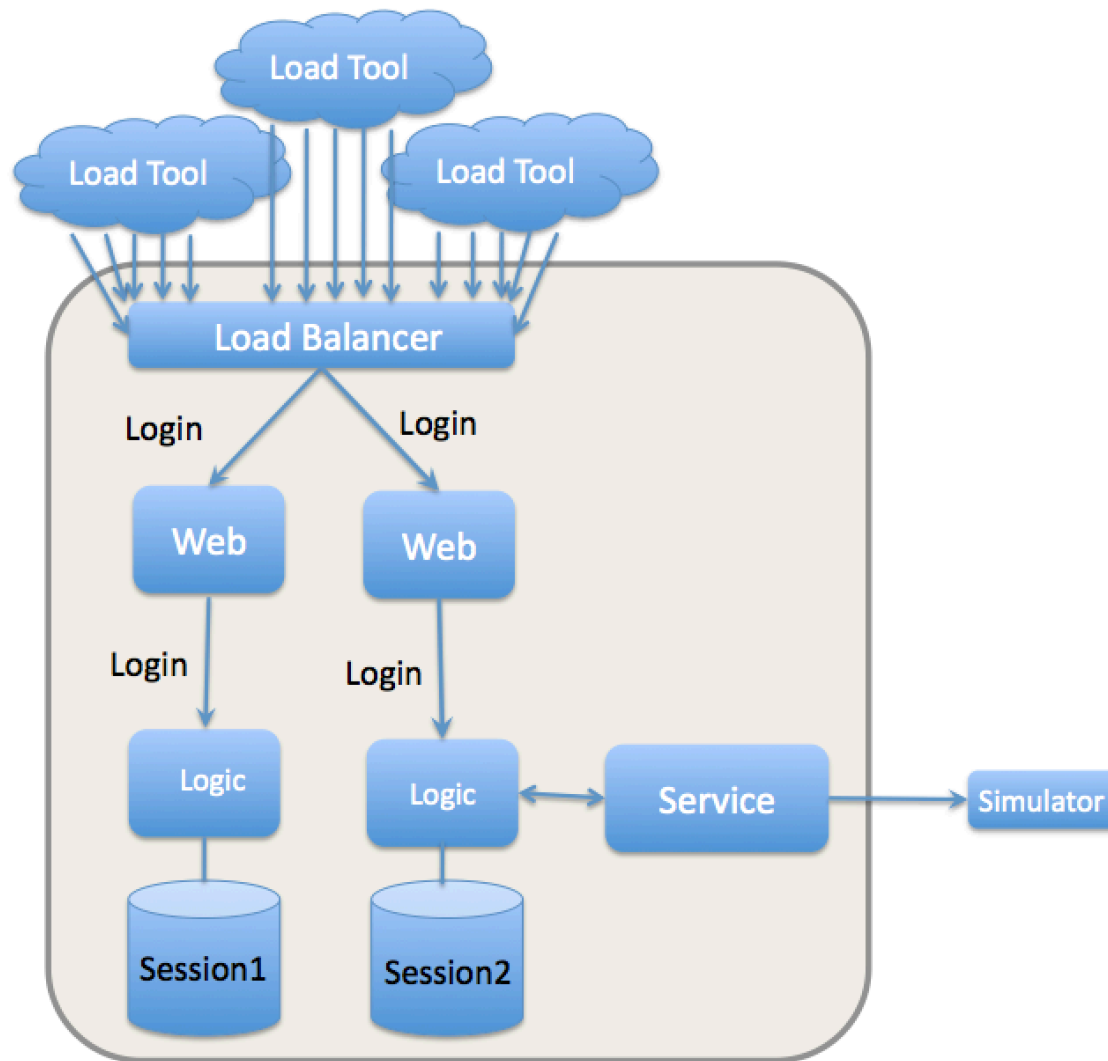 Load Tool
Load Tool
Load Tool
Load Balancer
Login
Login
Web
Web
Login
Login
Logic
Logic
Service
Simulator
Session1
Session2